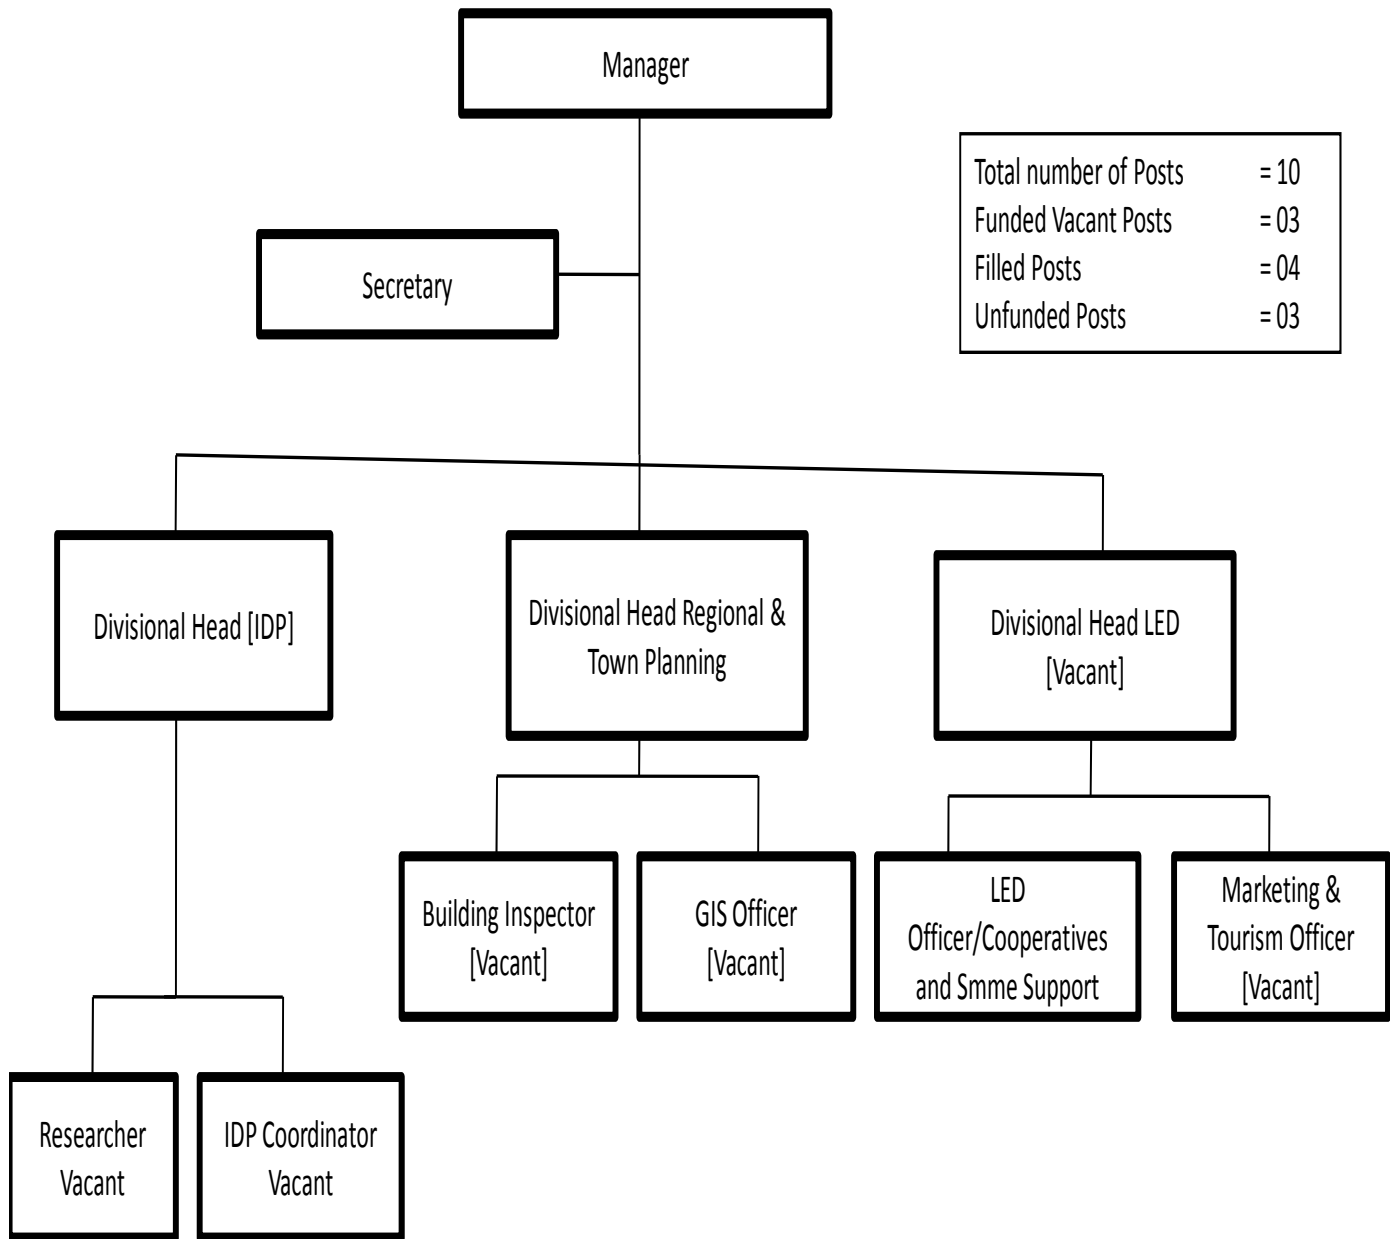 Manager
Total number of Posts = 10
Funded Vacant Posts = 03
Filled Posts = 04
Unfunded Posts = 03
Secretary
Divisional Head [IDP]
Divisional Head Regional &
Town Planning
Divisional Head LED
[Vacant]
Building Inspector
[Vacant]
GIS Officer
[Vacant]
LED
Officer/Cooperatives
and Smme Support
Marketing &
Tourism Officer
[Vacant]
Researcher
Vacant
IDP Coordinator
Vacant